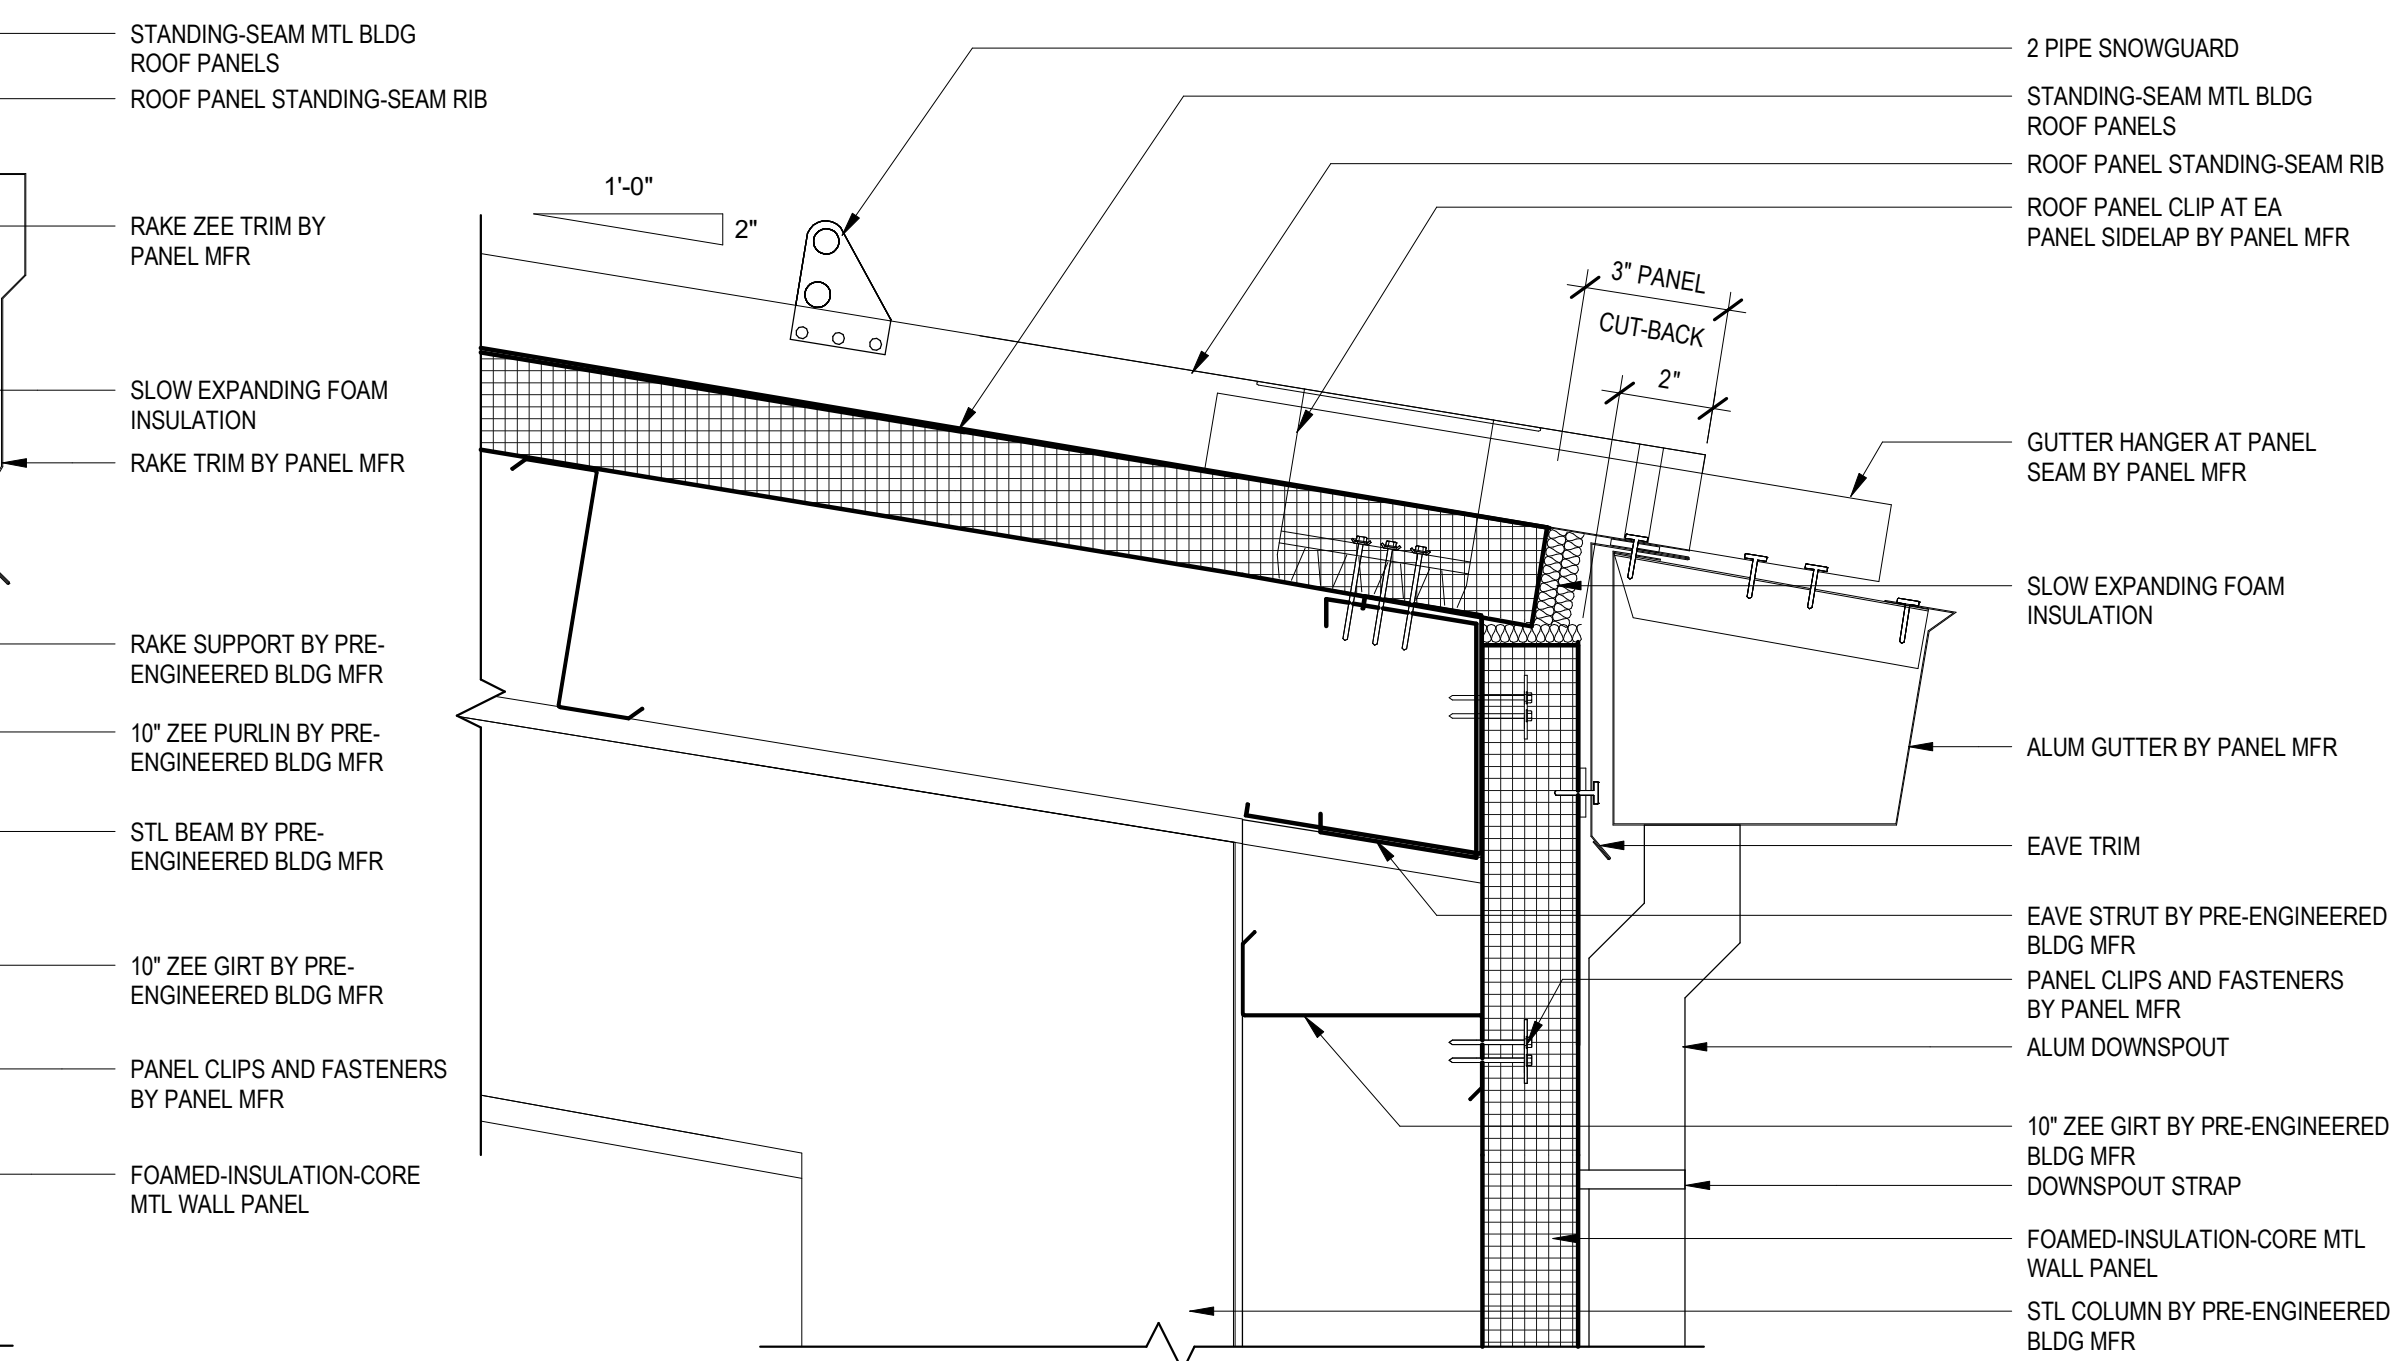 STANDING-SEAM MTL BLDG
ROOF PANELS
ROOF PANEL STANDING-SEAM RIB
RAKE ZEE TRIM BY
PANEL MFR
SLOW EXPANDING FOAM
INSULATION
RAKE TRIM BY PANEL MFR
RAKE SUPPORT BY PRE-
ENGINEERED BLDG MFR
10" ZEE PURLIN BY PRE-
ENGINEERED BLDG MFR
STL BEAM BY PRE-
ENGINEERED BLDG MFR
10" ZEE GIRT BY PRE-
ENGINEERED BLDG MFR
PANEL CLIPS AND FASTENERS
BY PANEL MFR
FOAMED-INSULATION-CORE
MTL WALL PANEL
1'-0"
2"
3" PANEL
CUT-BACK
2"
2 PIPE SNOWGUARD
STANDING-SEAM MTL BLDG
ROOF PANELS
ROOF PANEL STANDING-SEAM RIB
ROOF PANEL CLIP AT EA
PANEL SIDELAP BY PANEL MFR
GUTTER HANGER AT PANEL
SEAM BY PANEL MFR
SLOW EXPANDING FOAM
INSULATION
ALUM GUTTER BY PANEL MFR
EAVE TRIM
EAVE STRUT BY PRE-ENGINEERED
BLDG MFR
PANEL CLIPS AND FASTENERS
BY PANEL MFR
ALUM DOWNSPOUT
10" ZEE GIRT BY PRE-ENGINEERED
BLDG MFR
DOWNSPOUT STRAP
FOAMED-INSULATION-CORE MTL
WALL PANEL
STL COLUMN BY PRE-ENGINEERED
BLDG MFR